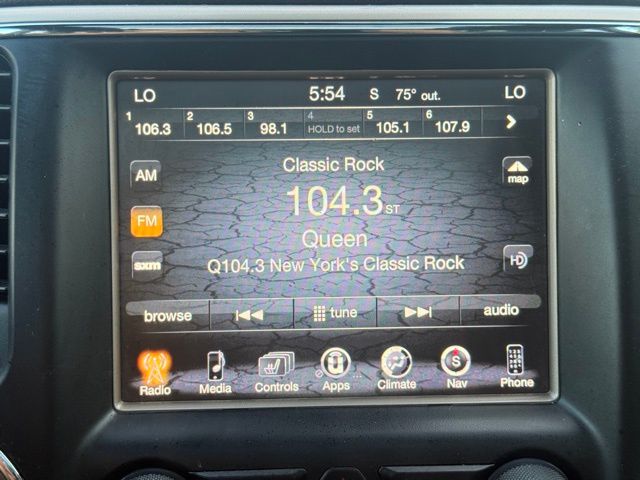 LO 5:54 S 75° out. LO
1 106.3 2 106.5 3 98.1 4 HOLD to set 5 105.1 6 107.9
Classic Rock
AM
map
104.3 ST
FM
Queen
sxm Q104.3 New York's Classic Rock HD
browse tune audio
Radio Media Controls Apps ... Climate Nav Phone
S